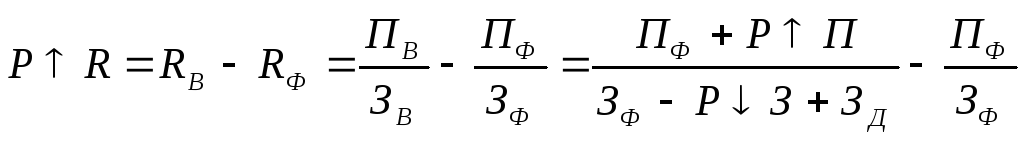 P ↑ R = R_В - R_Ф = П_В / З_В - П_Ф / З_Ф = (П_Ф + P ↑ П) / (З_Ф - P ↓ З + З_Д) - П_Ф / З_Ф